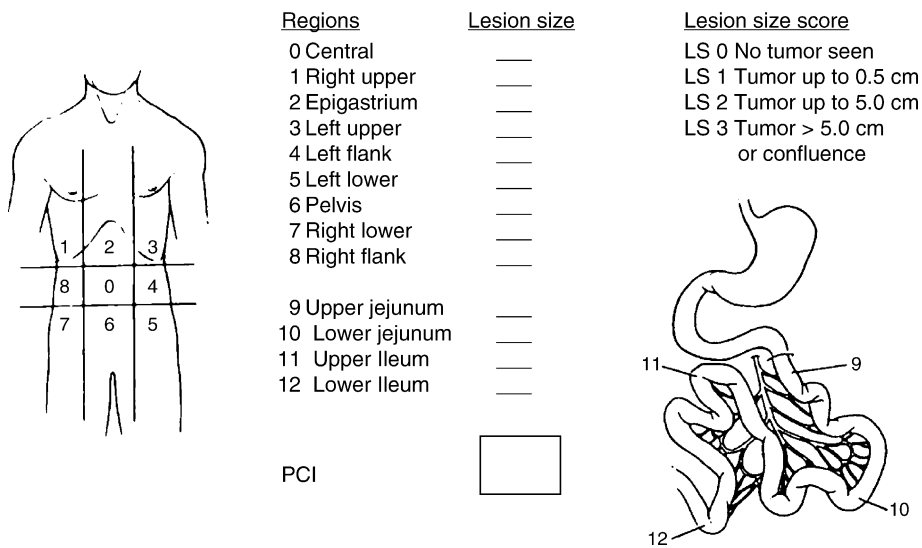 Regions
Lesion size
Lesion size score
0 Central
1 Right upper
2 Epigastrium
3 Left upper
4 Left flank
5 Left lower
6 Pelvis
7 Right lower
8 Right flank
9 Upper jejunum
10 Lower jejunum
11 Upper Ileum
12 Lower Ileum
PCI
LS 0 No tumor seen
LS 1 Tumor up to 0.5 cm
LS 2 Tumor up to 5.0 cm
LS 3 Tumor > 5.0 cm
or confluence
1 2 3
8 0 4
7 6 5
11
9
10
12